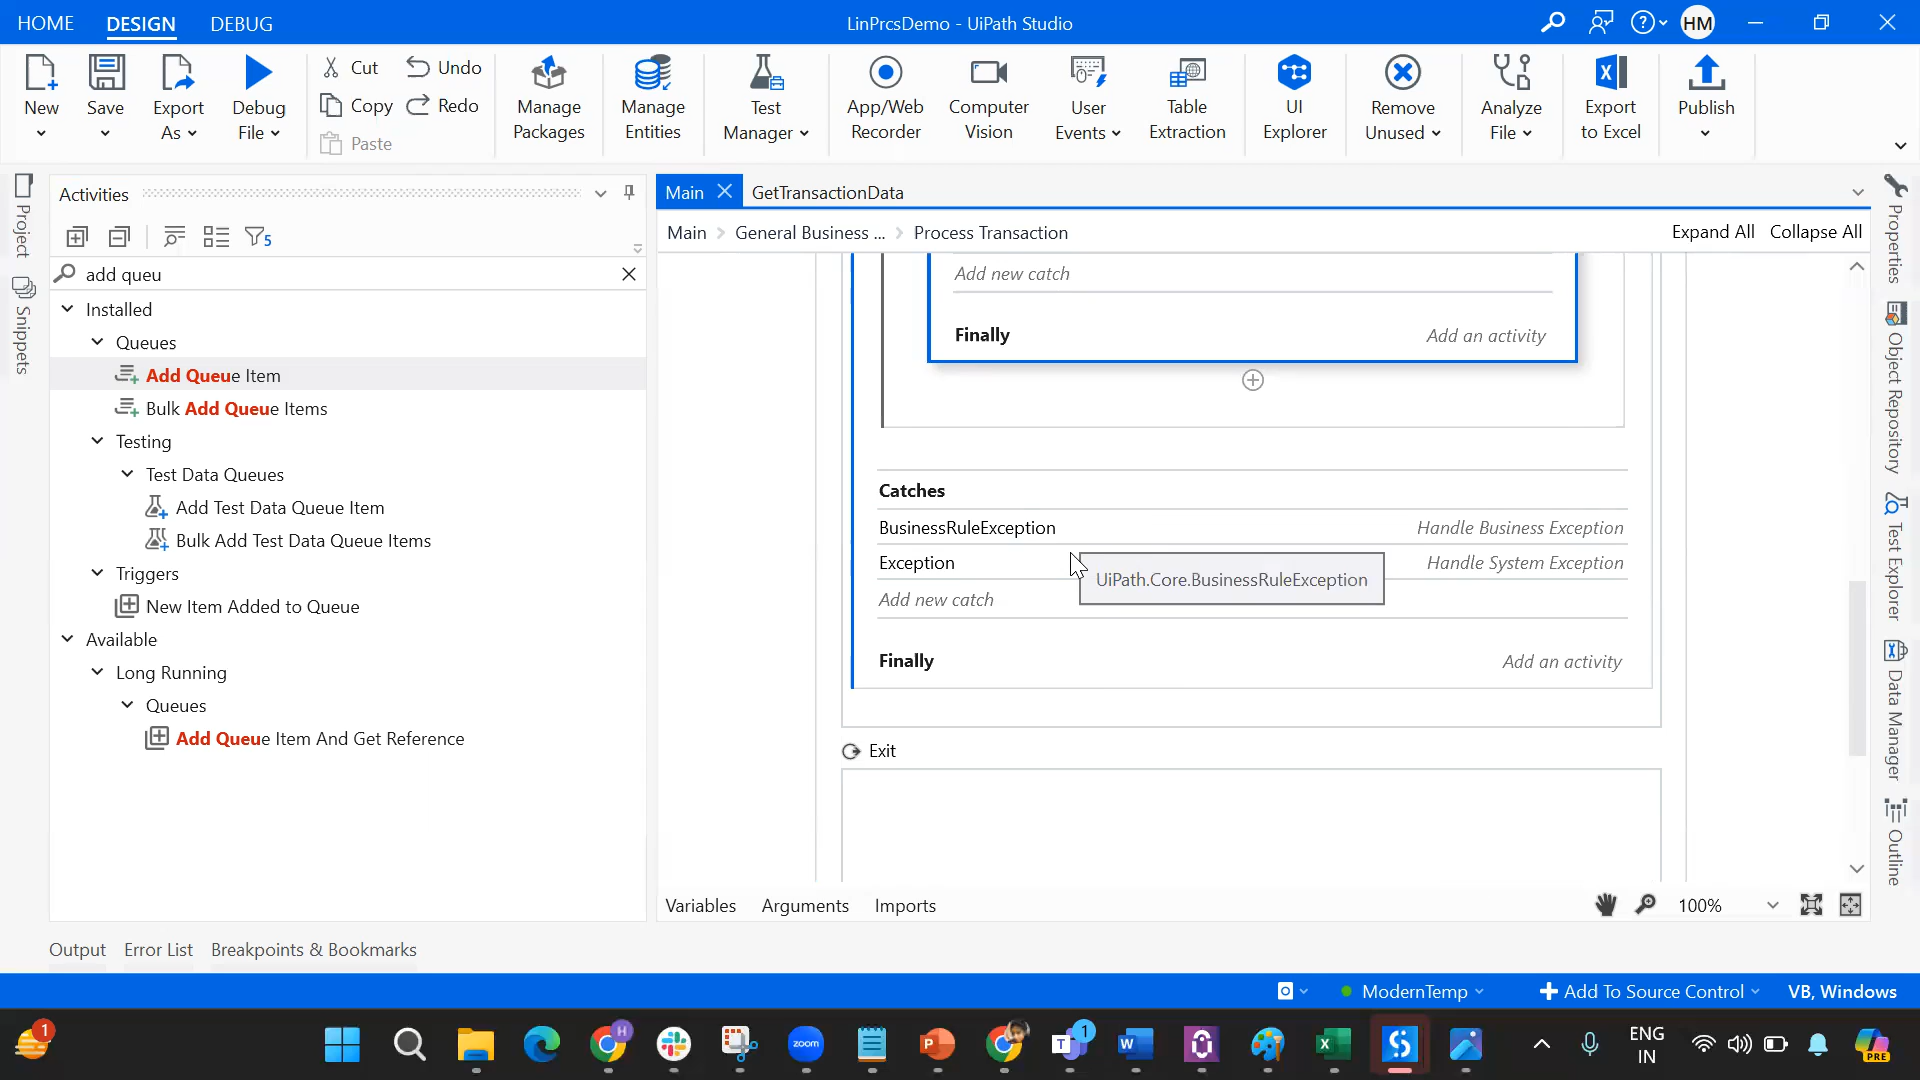 HOME DESIGN DEBUG LinPrcsDemo - UiPath Studio HM
New Save Export As Debug File Cut Copy Paste Undo Redo Manage Packages Manage Entities Test Manager App/Web Recorder Computer Vision User Events Table Extraction UI Explorer Remove Unused Analyze File Export to Excel Publish
Project
Snippets
Activities
5
add queu
Installed
Queues
Add Queue Item
Bulk Add Queue Items
Testing
Test Data Queues
Add Test Data Queue Item
Bulk Add Test Data Queue Items
Triggers
New Item Added to Queue
Available
Long Running
Queues
Add Queue Item And Get Reference
Main GetTransactionData
Main General Business ... Process Transaction Expand All Collapse All
Add new catch
Finally Add an activity
Catches
BusinessRuleException Handle Business Exception
Exception Handle System Exception
UiPath.Core.BusinessRuleException
Add new catch
Finally Add an activity
Exit
Variables Arguments Imports 100%
Properties
Object Repository
Test Explorer
Data Manager
Outline
Output Error List Breakpoints & Bookmarks
ModernTemp Add To Source Control VB, Windows
1 H zoom P T 1 W X ENG IN PRE